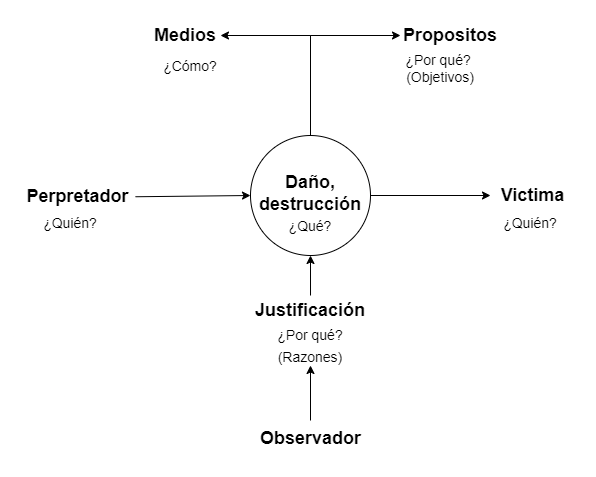 Medios
¿Cómo?
Propositos
¿Por qué?
(Objetivos)
Perpretador
¿Quién?
Daño,
destrucción
¿Qué?
Victima
¿Quién?
Justificación
¿Por qué?
(Razones)
Observador